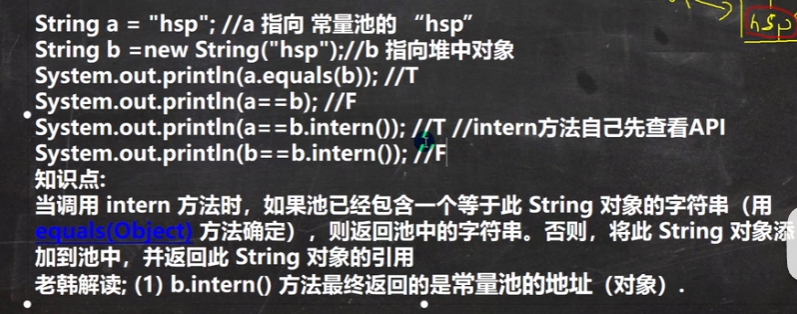 hsp
String a = "hsp"; //a 指向 常量池的 “hsp”
String b =new String("hsp");//b 指向堆中对象
System.out.println(a.equals(b)); //T
System.out.println(a==b); //F
System.out.println(a==b.intern()); //T //intern方法自己先查看API
System.out.println(b==b.intern()); //F
知识点:
当调用 intern 方法时，如果池已经包含一个等于此 String 对象的字符串（用
equals(Object) 方法确定），则返回池中的字符串。否则，将此 String 对象添
加到池中，并返回此 String 对象的引用
老韩解读; (1) b.intern() 方法最终返回的是常量池的地址（对象）.